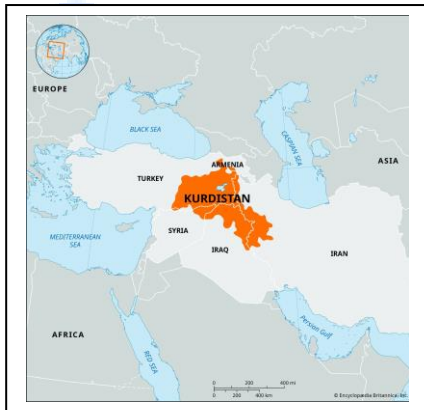 EUROPE
BLACK SEA
CASPIAN SEA
ASIA
ARMENIA
TURKEY
KURDISTAN
MEDITERRANEAN
SEA
SYRIA
IRAQ
IRAN
AFRICA
RED SEA
Persian Gulf
0 200 400 mi
0 200 400 km
© Encyclopædia Britannica, Inc.